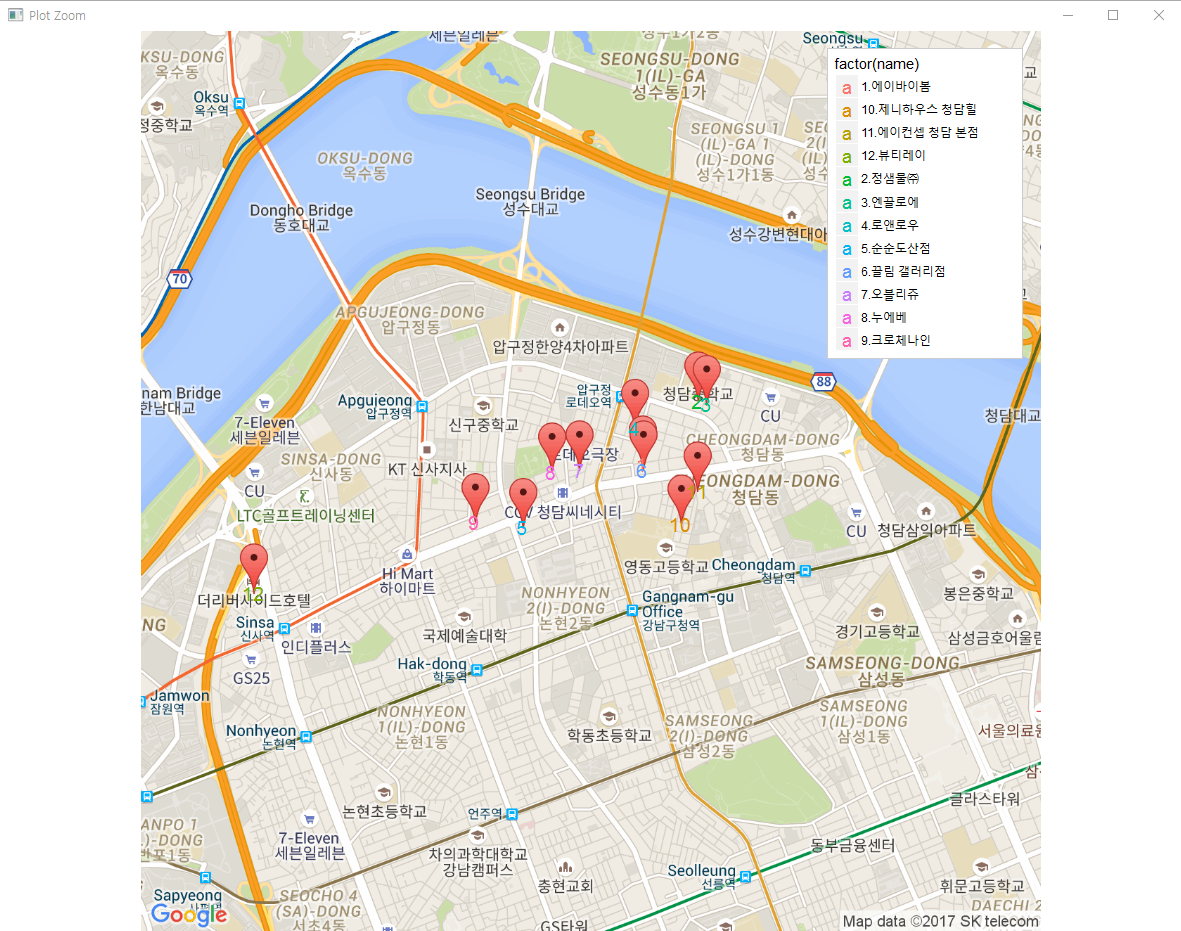 Plot Zoom
세븐일레븐
OKSU-DONG
옥수동
Oksu
옥수역
정중학교
OKSU-DONG
옥수동
Dongho Bridge
동호대교
Seongsu Bridge
성수대교
SEONGSU-DONG
1(IL)-GA
성수동1가
SEONGSU 1
(IL)-GA
(IL)-DONG
성수1가1동
성수강변현대아
Seongsu
factor(name)
a 1.에이바이봄
a 10.제니하우스 청담힐
a 11.에이컨셉 청담 본점
a 12.뷰티레이
a 2.정샘물㈜
a 3.엔끌로에
a 4.로앤로우
a 5.순순도산점
a 6.끌림 갤러리점
a 7.오블리쥬
a 8.누에베
a 9.크로체나인
70
88
APGUJEONG-DONG
압구정동
압구정한양4차아파트
nam Bridge
한남대교
7-Eleven
세븐일레븐
Apgujeong
압구정역
신구중학교
압구정
로데오역
2
3
4
6
7
8
9
5
10
11
12
CU
청담대교
SINSA-DONG
신사동
KT 신사지사
CU
LTC골프트레이닝센터
청담씨네시티
CHEONGDAM-DONG
청담동
EONGDAM-DONG
청담동
CU
청담삼익아파트
Hi Mart
하이마트
영동고등학교
Cheongdam
청담역
봉은중학교
더리버사이드호텔
Sinsa
신사역
인디플러스
GS25
NONHYEON
2(I)-DONG
논현2동
Gangnam-gu
Office
강남구청역
국제예술대학
경기고등학교
삼성금호어울림
Hak-dong
학동역
SAMSEONG-DONG
삼성동
Jamwon
잠원역
Nonhyeon
논현역
NONHYEON
1(IL)-DONG
논현1동
학동초등학교
SAMSEONG
2(I)-DONG
삼성2동
SAMSEONG
1(IL)-DONG
삼성1동
서울의료원
논현초등학교
언주역
글라스타워
7-Eleven
세븐일레븐
차의과학대학교
강남캠퍼스
동부금융센터
충현교회
Seolleung
선릉역
휘문고등학교
DAECHI 2
Sapyeong
SEOCHO 4
(SA)-DONG
서초4동
GS타워
Google
Map data ©2017 SK telecom